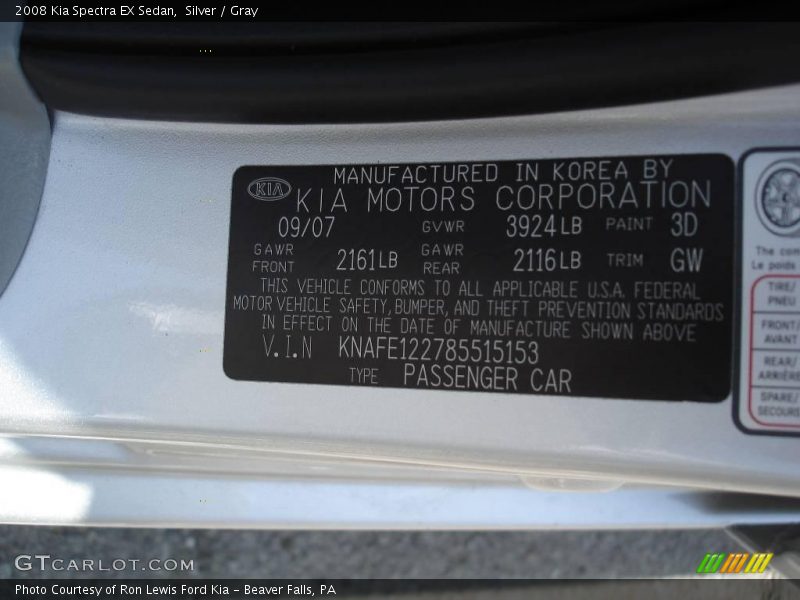 2008 Kia Spectra EX Sedan, Silver / Gray
KIA
MANUFACTURED IN KOREA BY
KIA MOTORS CORPORATION
09/07 GVWR 3924LB PAINT 3D
GAWR FRONT 2161LB GAWR REAR 2116LB TRIM GW
THIS VEHICLE CONFORMS TO ALL APPLICABLE U.S.A. FEDERAL
MOTOR VEHICLE SAFETY, BUMPER, AND THEFT PREVENTION STANDARDS
IN EFFECT ON THE DATE OF MANUFACTURE SHOWN ABOVE
V.I.N KNAFE122785515153
TYPE PASSENGER CAR
The com
Le poids
TIRE/
PNEU
FRONT/
AVANT
REAR/
ARRIÈRE
SPARE/
SECOURS
GTCARLOT.COM
Photo Courtesy of Ron Lewis Ford Kia - Beaver Falls, PA